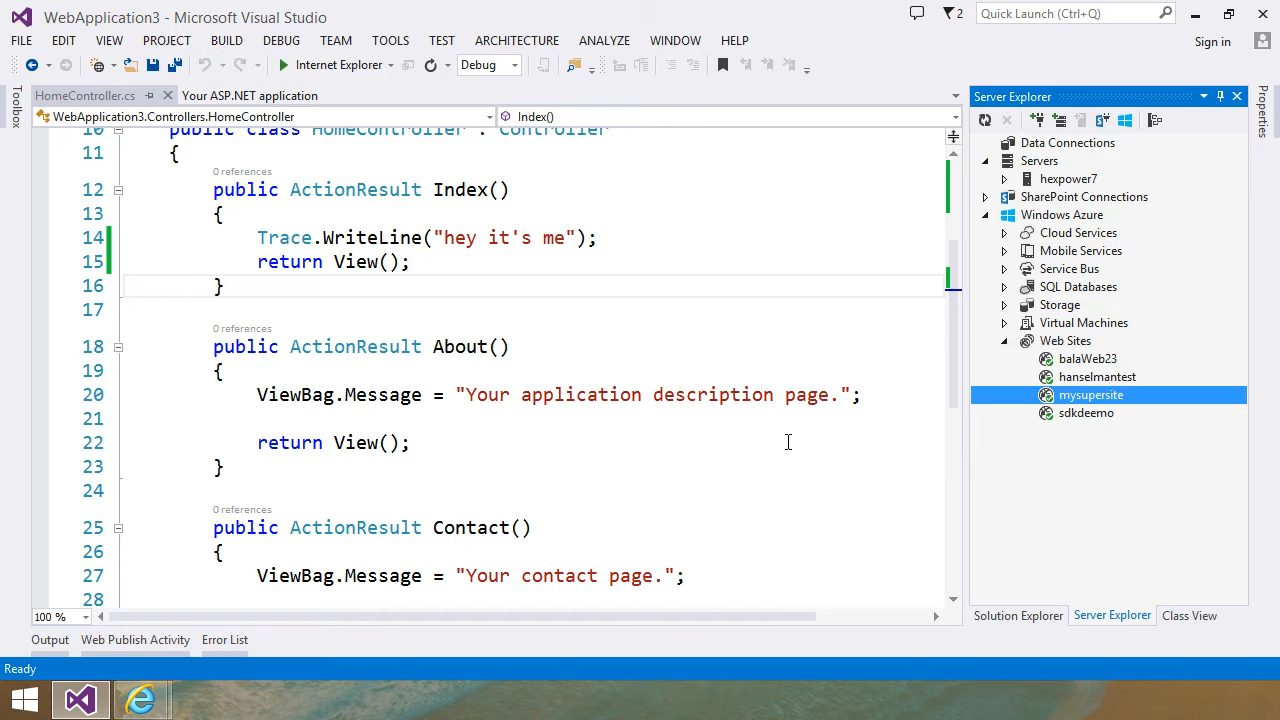 WebApplication3 - Microsoft Visual Studio
2
Quick Launch (Ctrl+Q)
FILE EDIT VIEW PROJECT BUILD DEBUG TEAM TOOLS TEST ARCHITECTURE ANALYZE WINDOW HELP
Sign in
Internet Explorer
Debug
Toolbox
HomeController.cs
Your ASP.NET application
WebApplication3.Controllers.HomeController
Index()
10 public class HomeController : Controller
11 {
0 references
12 public ActionResult Index()
13 {
14 Trace.WriteLine("hey it's me");
15 return View();
16 }
17
0 references
18 public ActionResult About()
19 {
20 ViewBag.Message = "Your application description page.";
21
22 return View();
23 }
24
0 references
25 public ActionResult Contact()
26 {
27 ViewBag.Message = "Your contact page.";
28
100 %
Server Explorer
Data Connections
Servers
hexpower7
SharePoint Connections
Windows Azure
Cloud Services
Mobile Services
Service Bus
SQL Databases
Storage
Virtual Machines
Web Sites
balaWeb23
hanselmantest
mysupersite
sdkdeemo
Solution Explorer Server Explorer Class View
Properties
Output Web Publish Activity Error List
Ready